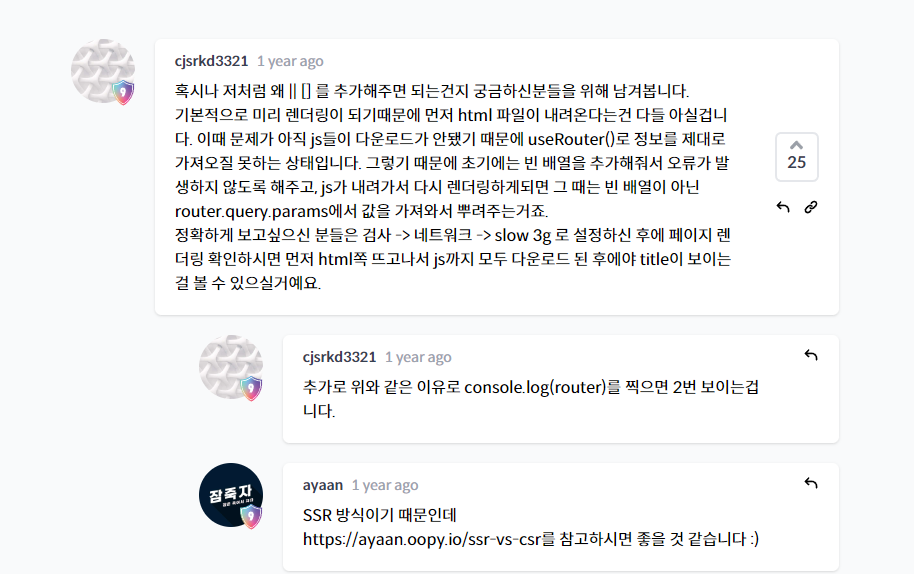 cjsrkd3321 1 year ago
혹시나 저처럼 왜 || [] 를 추가해주면 되는건지 궁금하신분들을 위해 남겨봅니다.
기본적으로 미리 렌더링이 되기때문에 먼저 html 파일이 내려온다는건 다들 아실겁니
다. 이때 문제가 아직 js들이 다운로드가 안됐기 때문에 useRouter()로 정보를 제대로
가져오질 못하는 상태입니다. 그렇기 때문에 초기에는 빈 배열을 추가해줘서 오류가 발
생하지 않도록 해주고, js가 내려가서 다시 렌더링하게되면 그 때는 빈 배열이 아닌
router.query.params에서 값을 가져와서 뿌려주는거죠.
정확하게 보고싶으신 분들은 검사 -> 네트워크 -> slow 3g 로 설정하신 후에 페이지 렌
더링 확인하시면 먼저 html쪽 뜨고나서 js까지 모두 다운로드 된 후에야 title이 보이는
걸 볼 수 있으실거예요.
25
cjsrkd3321 1 year ago
추가로 위와 같은 이유로 console.log(router)를 찍으면 2번 보이는겁
니다.
잠죽자
ayaan 1 year ago
SSR 방식이기 때문인데
https://ayaan.oopy.io/ssr-vs-csr를 참고하시면 좋을 것 같습니다 :)